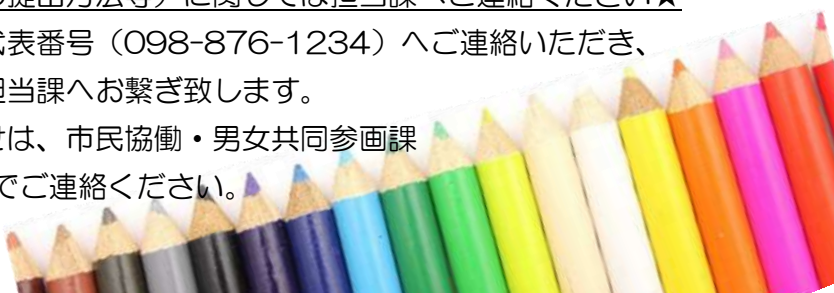 提出方法等）に関しては担当課へご連絡ください★
代表番号（098-876-1234）へご連絡いただき、
担当課へお繋ぎ致します。
は、市民協働・男女共同参画課
でご連絡ください。